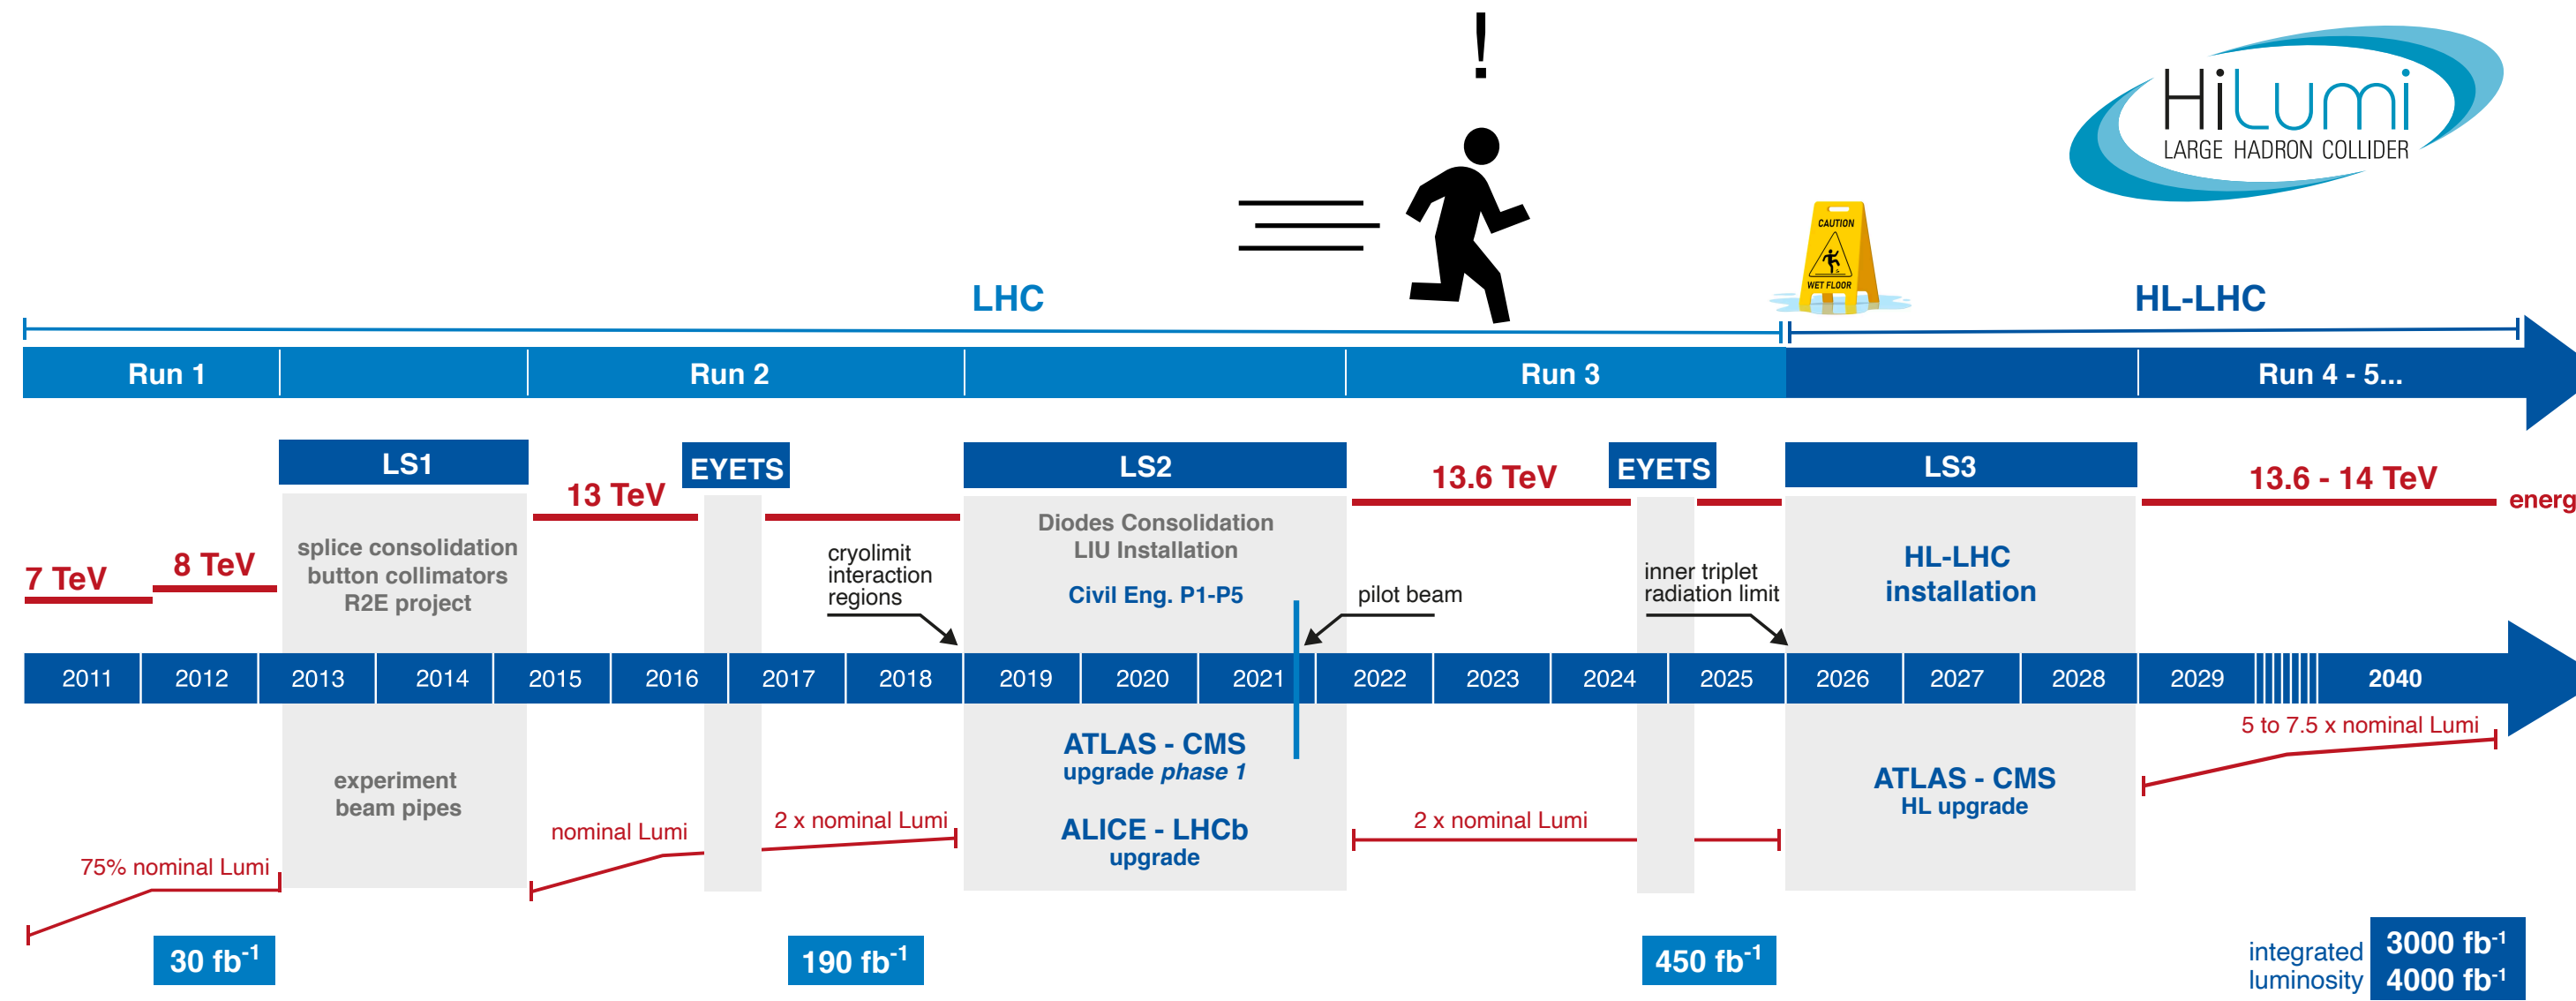 !
HiLumi
LARGE HADRON COLLIDER
CAUTION
WET FLOOR
LHC
HL-LHC
Run 1
Run 2
Run 3
Run 4 - 5...
LS1
EYETS
LS2
EYETS
LS3
13 TeV
13.6 TeV
13.6 - 14 TeV
energ
7 TeV
8 TeV
splice consolidation
button collimators
R2E project
cryolimit
interaction
regions
Diodes Consolidation
LIU Installation
Civil Eng. P1-P5
pilot beam
inner triplet
radiation limit
HL-LHC
installation
2011
2012
2013
2014
2015
2016
2017
2018
2019
2020
2021
2022
2023
2024
2025
2026
2027
2028
2029
2040
5 to 7.5 x nominal Lumi
experiment
beam pipes
ATLAS - CMS
upgrade phase 1
ALICE - LHCb
upgrade
ATLAS - CMS
HL upgrade
75% nominal Lumi
nominal Lumi
2 x nominal Lumi
2 x nominal Lumi
30 fb-1
190 fb-1
450 fb-1
integrated
luminosity
3000 fb-1
4000 fb-1